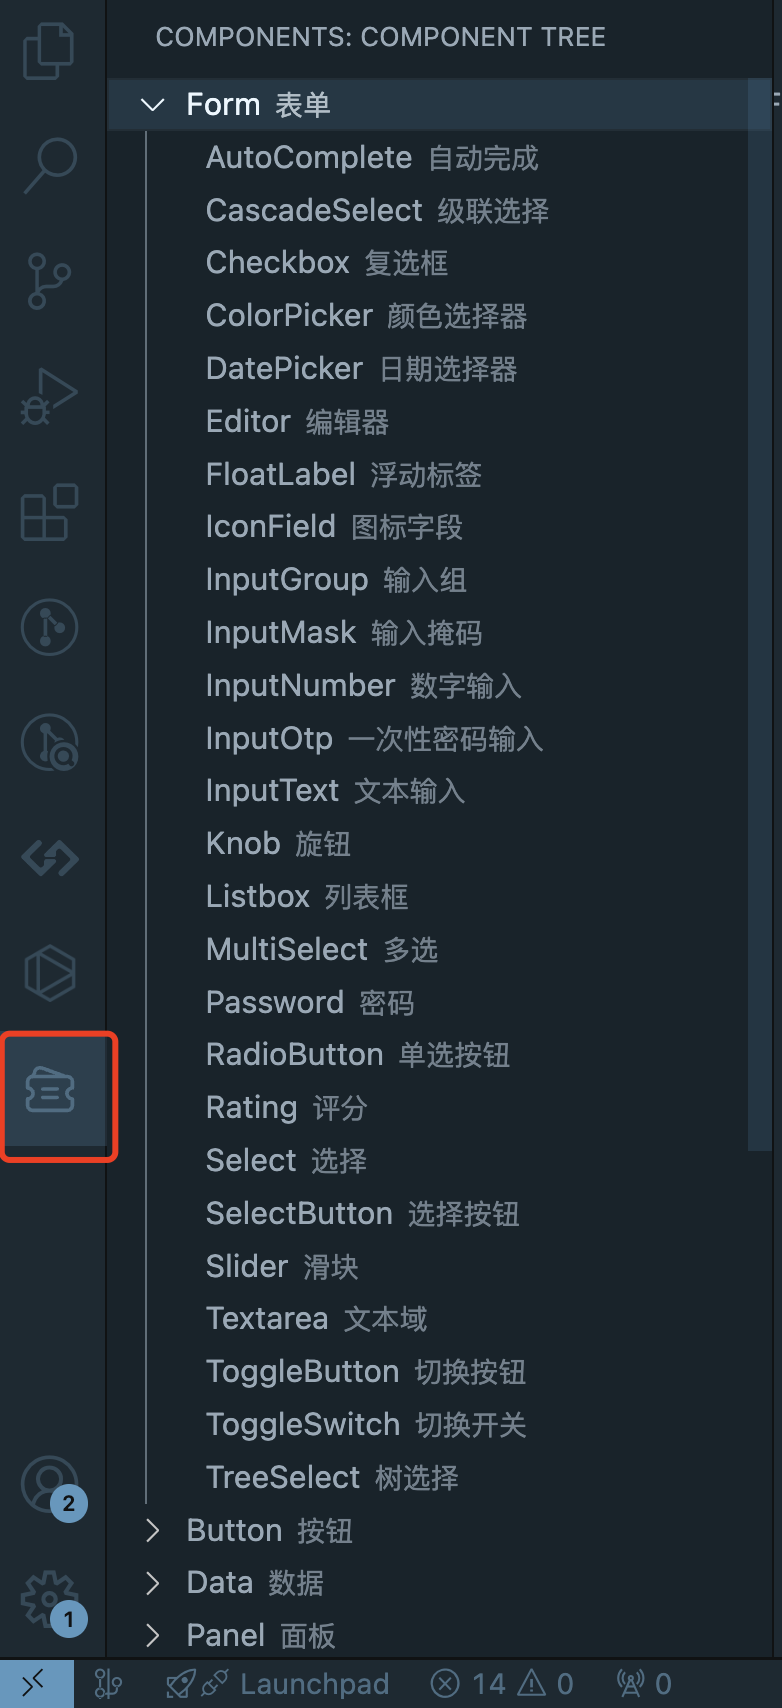 COMPONENTS: COMPONENT TREE
Form 表单
AutoComplete 自动完成
CascadeSelect 级联选择
Checkbox 复选框
ColorPicker 颜色选择器
DatePicker 日期选择器
Editor 编辑器
FloatLabel 浮动标签
IconField 图标字段
InputGroup 输入组
InputMask 输入掩码
InputNumber 数字输入
InputOtp 一次性密码输入
InputText 文本输入
Knob 旋钮
Listbox 列表框
MultiSelect 多选
Password 密码
RadioButton 单选按钮
Rating 评分
Select 选择
SelectButton 选择按钮
Slider 滑块
Textarea 文本域
ToggleButton 切换按钮
ToggleSwitch 切换开关
TreeSelect 树选择
2
Button 按钮
Data 数据
1
Panel 面板
Launchpad 14 0 0